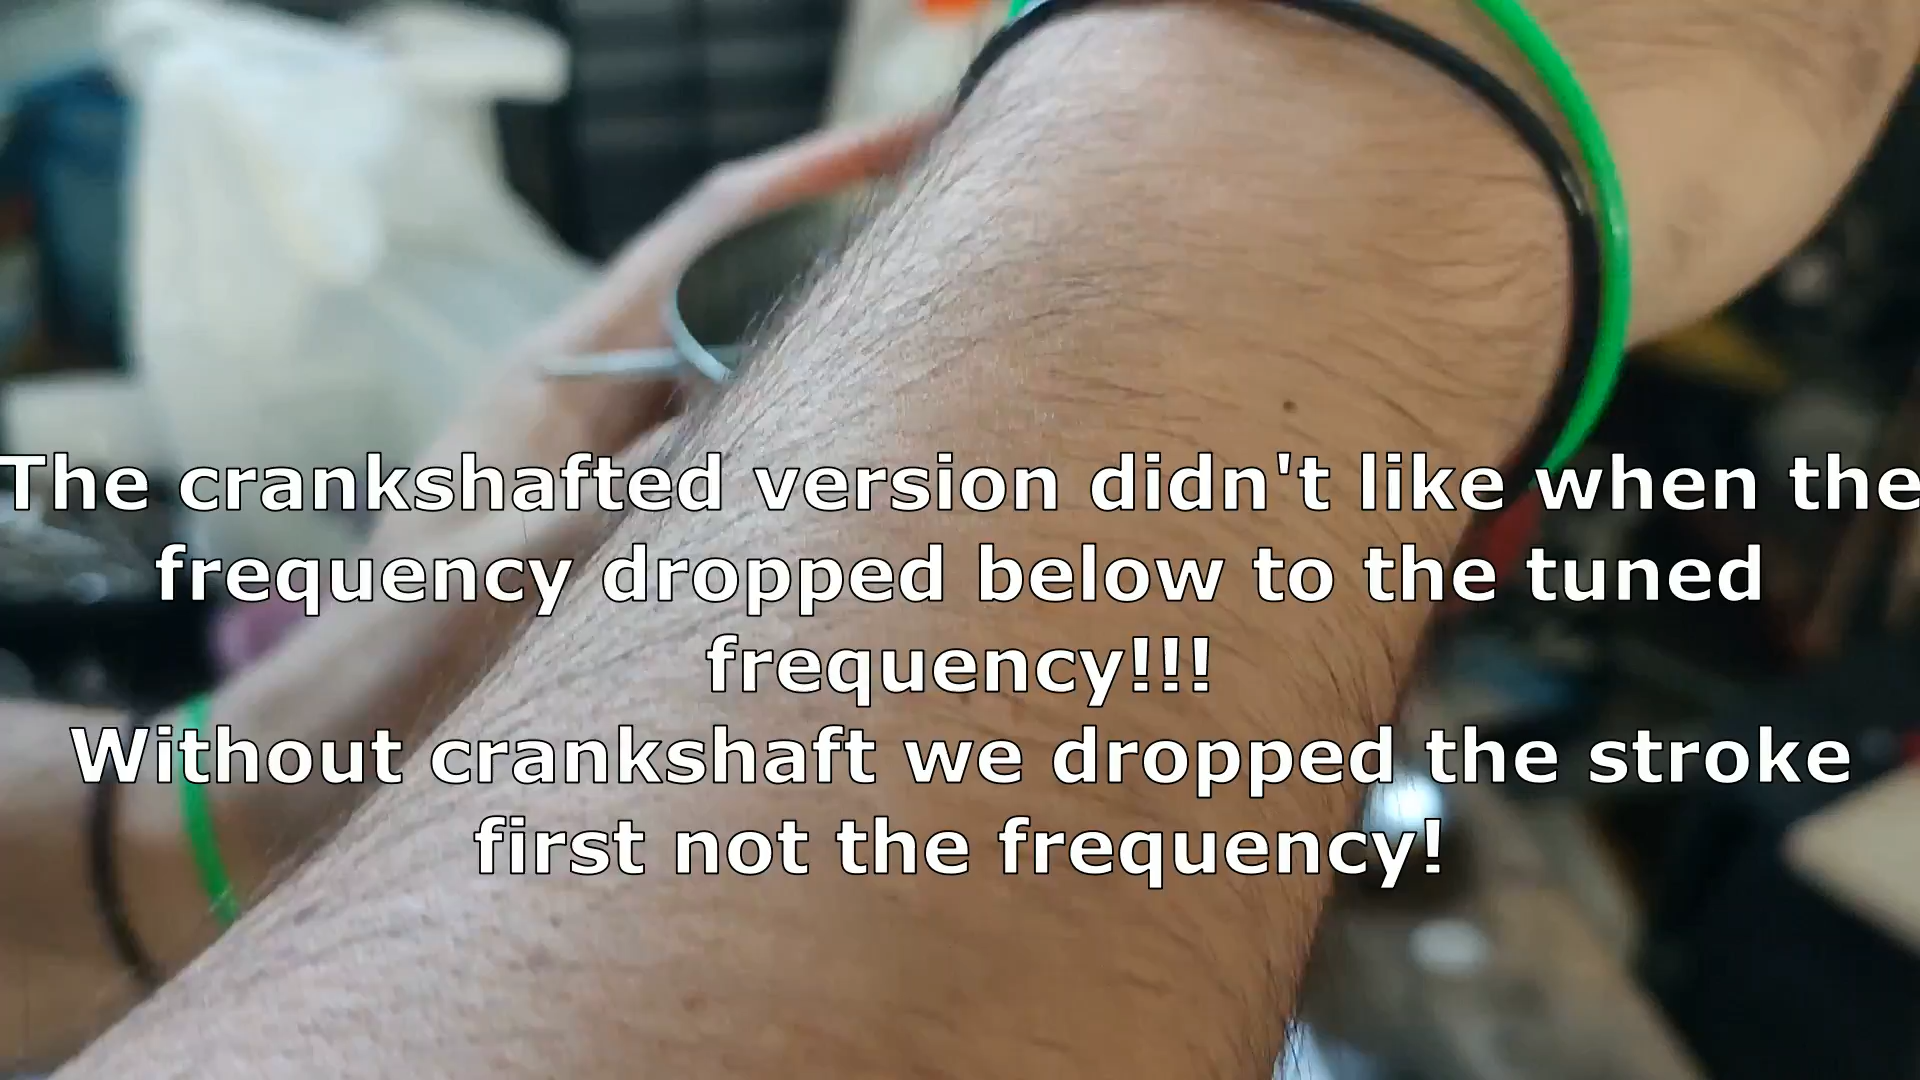 The crankshafted version didn't like when the
frequency dropped below to the tuned
frequency!!!
Without crankshaft we dropped the stroke
first not the frequency!